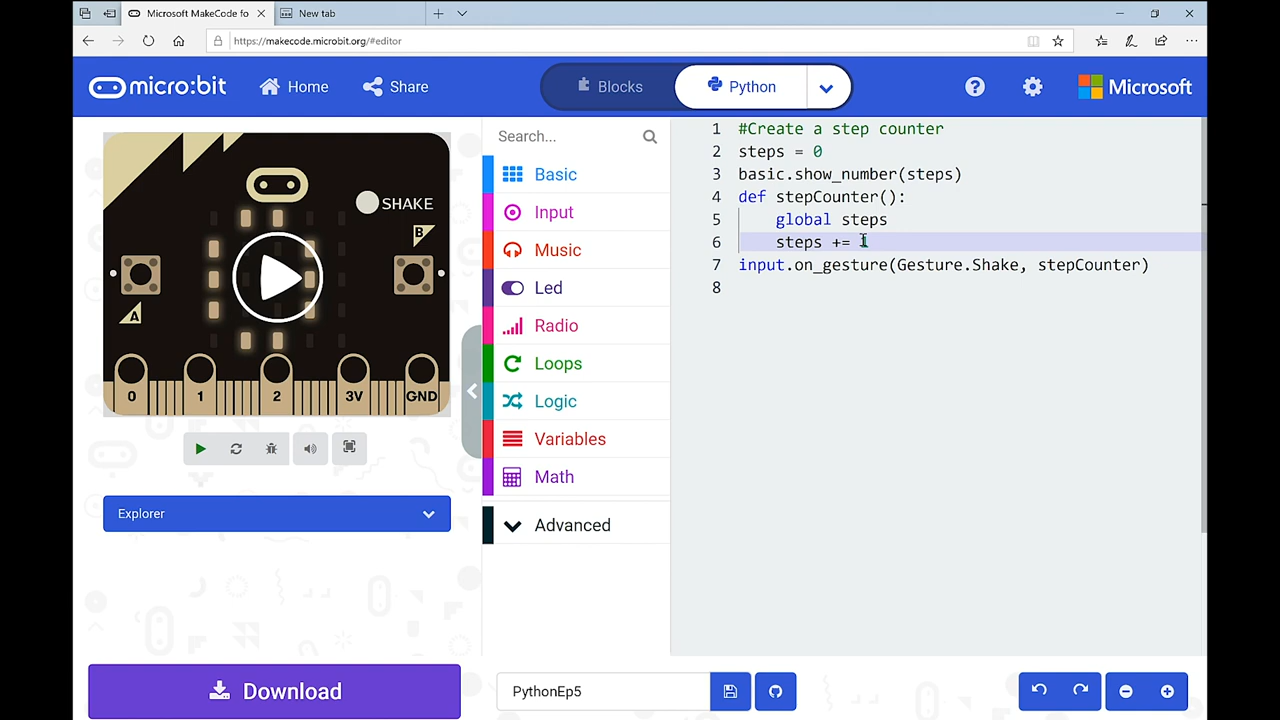 Microsoft MakeCode fo
New tab
https://makecode.microbit.org/#editor
micro:bit
Home
Share
Blocks
Python
Microsoft
SHAKE
B
A
0 1 2 3V GND
Explorer
Download
Search...
Basic
Input
Music
Led
Radio
Loops
Logic
Variables
Math
Advanced
1 #Create a step counter
2 steps = 0
3 basic.show_number(steps)
4 def stepCounter():
5 global steps
6 steps += 1
7 input.on_gesture(Gesture.Shake, stepCounter)
8
PythonEp5